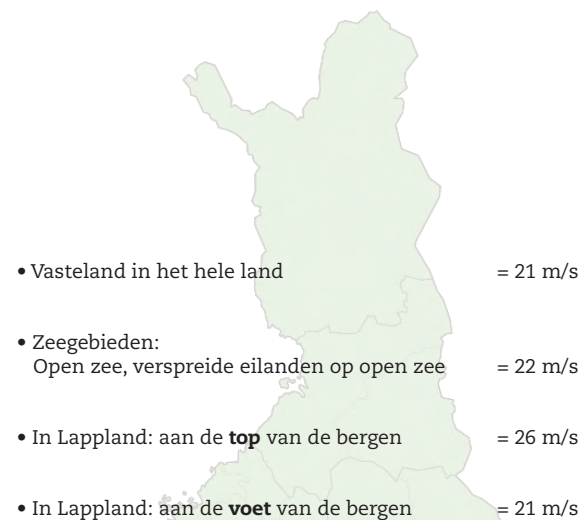 • Vasteland in het hele land = 21 m/s
• Zeegebieden:
Open zee, verspreide eilanden op open zee = 22 m/s
• In Lappland: aan de top van de bergen = 26 m/s
• In Lappland: aan de voet van de bergen = 21 m/s